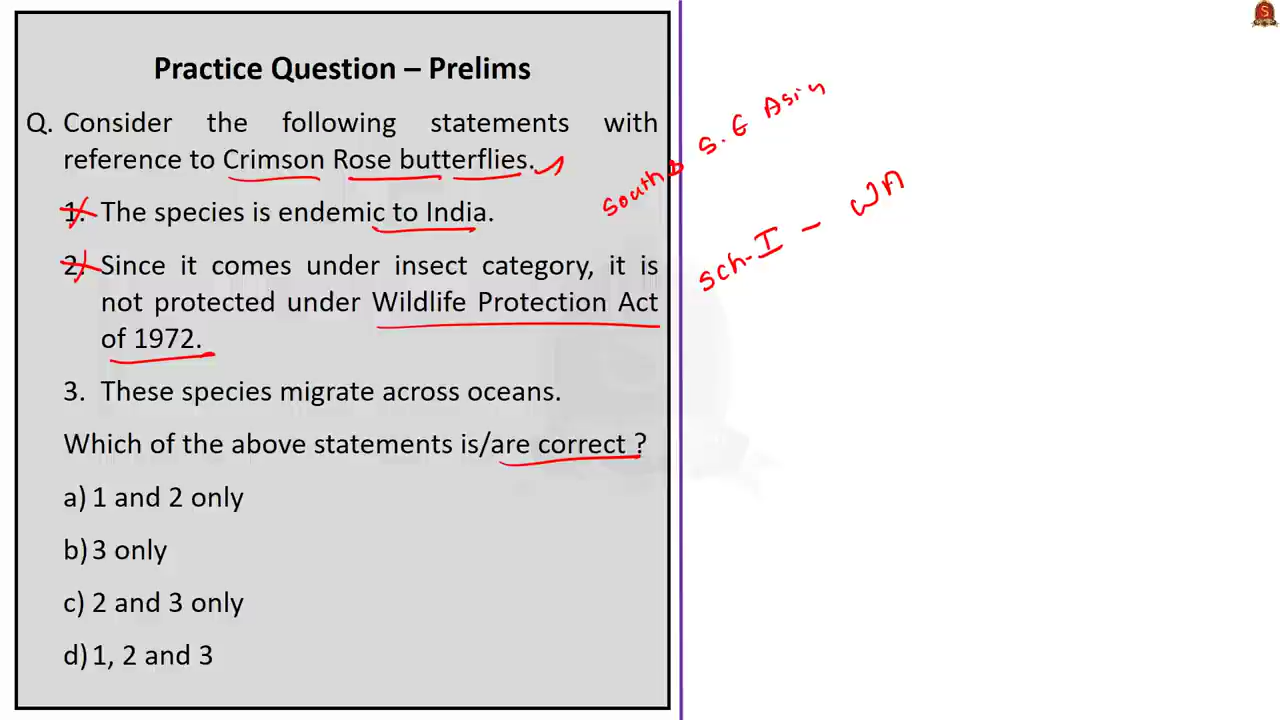 Practice Question – Prelims
Q. Consider the following statements with
reference to Crimson Rose butterflies.
1. The species is endemic to India.
2. Since it comes under insect category, it is
not protected under Wildlife Protection Act
of 1972.
3. These species migrate across oceans.
Which of the above statements is/are correct ?
a) 1 and 2 only
b) 3 only
c) 2 and 3 only
d) 1, 2 and 3
South & S.E Asia
Sch-I - WA
S